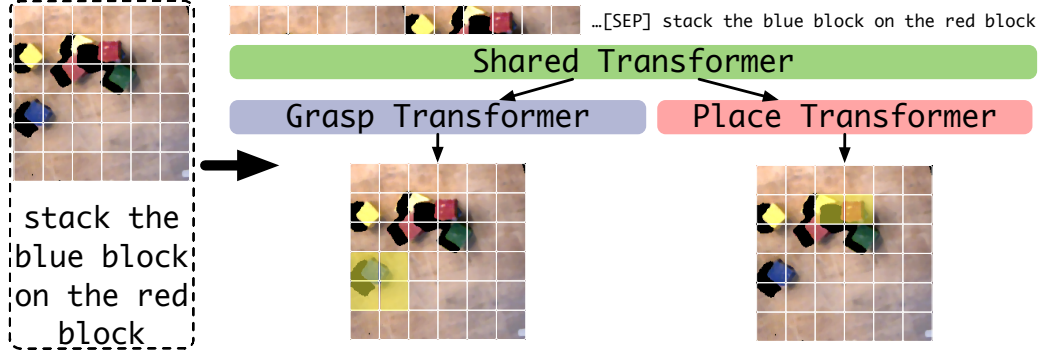 stack the
blue block
on the red
block
…[SEP] stack the blue block on the red block
Shared Transformer
Grasp Transformer
Place Transformer